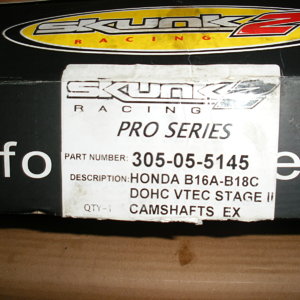 SKUNK2
RACING
SKUNK2
RACING
PRO SERIES
PART NUMBER: 305-05-5145
fo
e
DESCRIPTION: HONDA B16A-B18C
DOHC VTEC STAGE II
QTY-1 CAMSHAFTS EX